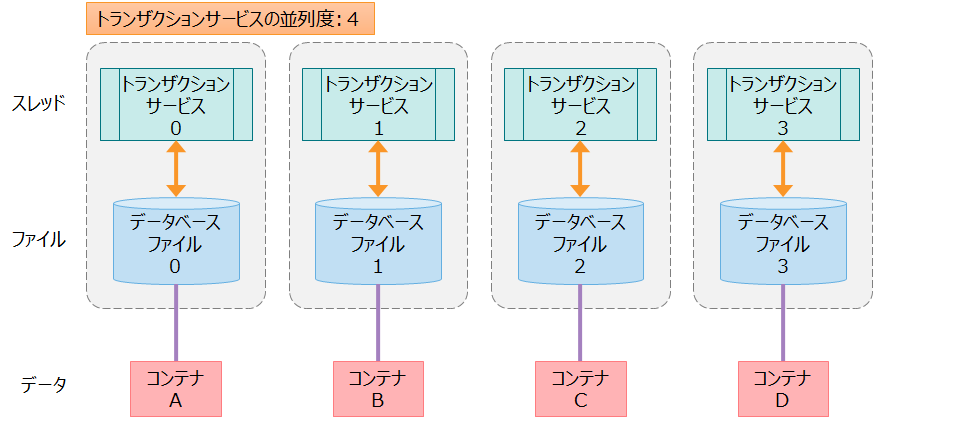 トランザクションサービスの並列度：４
スレッド
トランザクション
サービス
0
トランザクション
サービス
1
トランザクション
サービス
2
トランザクション
サービス
3
ファイル
データベース
ファイル
0
データベース
ファイル
1
データベース
ファイル
2
データベース
ファイル
3
データ
コンテナ
A
コンテナ
B
コンテナ
C
コンテナ
D